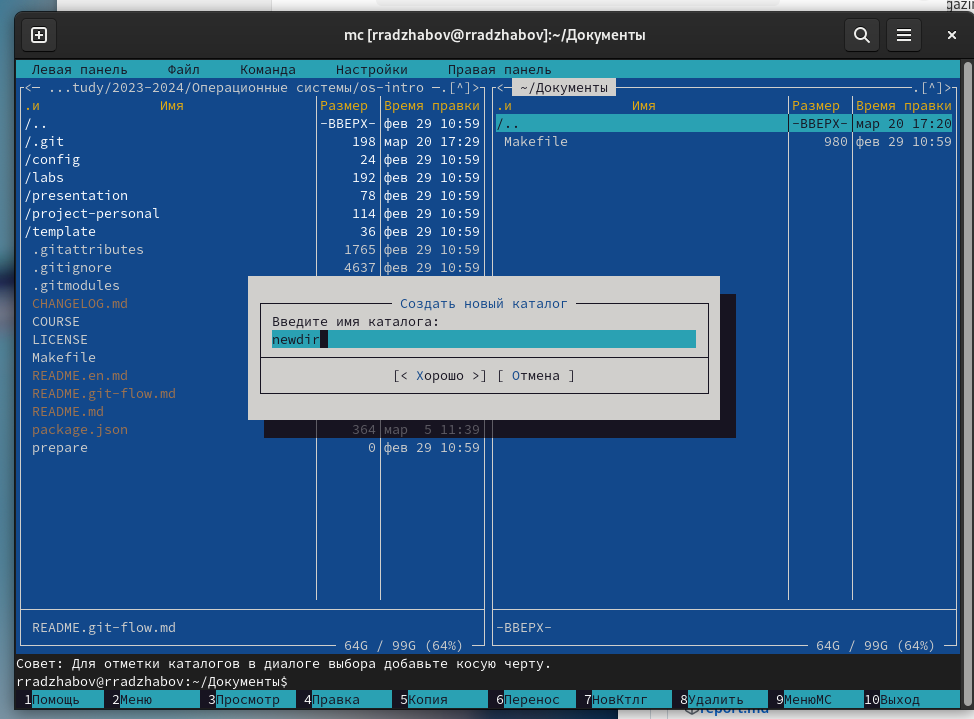 mc [rradzhabov@rradzhabov]:~/Документы
Левая панель Файл Команда Настройки Правая панель
<— ...tudy/2023-2024/Операционные системы/os-intro —.[^]> <— ~/Документы .[^]>
.и Имя Размер Время правки .и Имя Размер Время правки
/.. -ВВЕРХ- фев 29 10:59 /.. -ВВЕРХ- мар 20 17:20
/.git 198 мар 20 17:29 Makefile 980 фев 29 10:59
/config 24 фев 29 10:59
/labs 192 фев 29 10:59
/presentation 78 фев 29 10:59
/project-personal 114 фев 29 10:59
/template 36 фев 29 10:59
.gitattributes 1765 фев 29 10:59
.gitignore 4637 фев 29 10:59
.gitmodules
CHANGELOG.md
COURSE
LICENSE
Makefile
README.en.md
README.git-flow.md
README.md
package.json 364 мар 5 11:39
prepare 0 фев 29 10:59
Создать новый каталог
Введите имя каталога:
newdir
[< Хорошо >] [ Отмена ]
README.git-flow.md -ВВЕРХ-
64G / 99G (64%) 64G / 99G (64%)
Совет: Для отметки каталогов в диалоге выбора добавьте косую черту.
rradzhabov@rradzhabov:~/Документы$
1Помощь 2Меню 3Просмотр 4Правка 5Копия 6Перенос 7НовКтлг 8Удалить 9МенюМС 10Выход
report.md